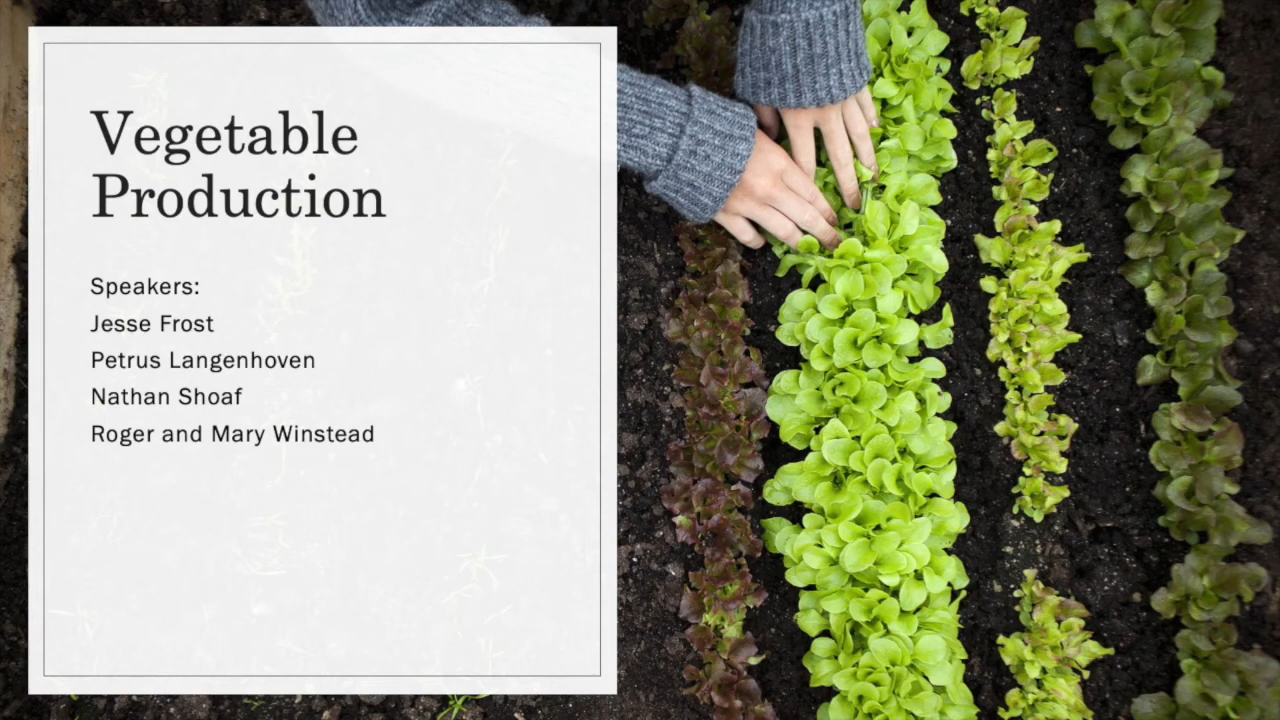 Vegetable
Production
Speakers:
Jesse Frost
Petrus Langenhoven
Nathan Shoaf
Roger and Mary Winstead